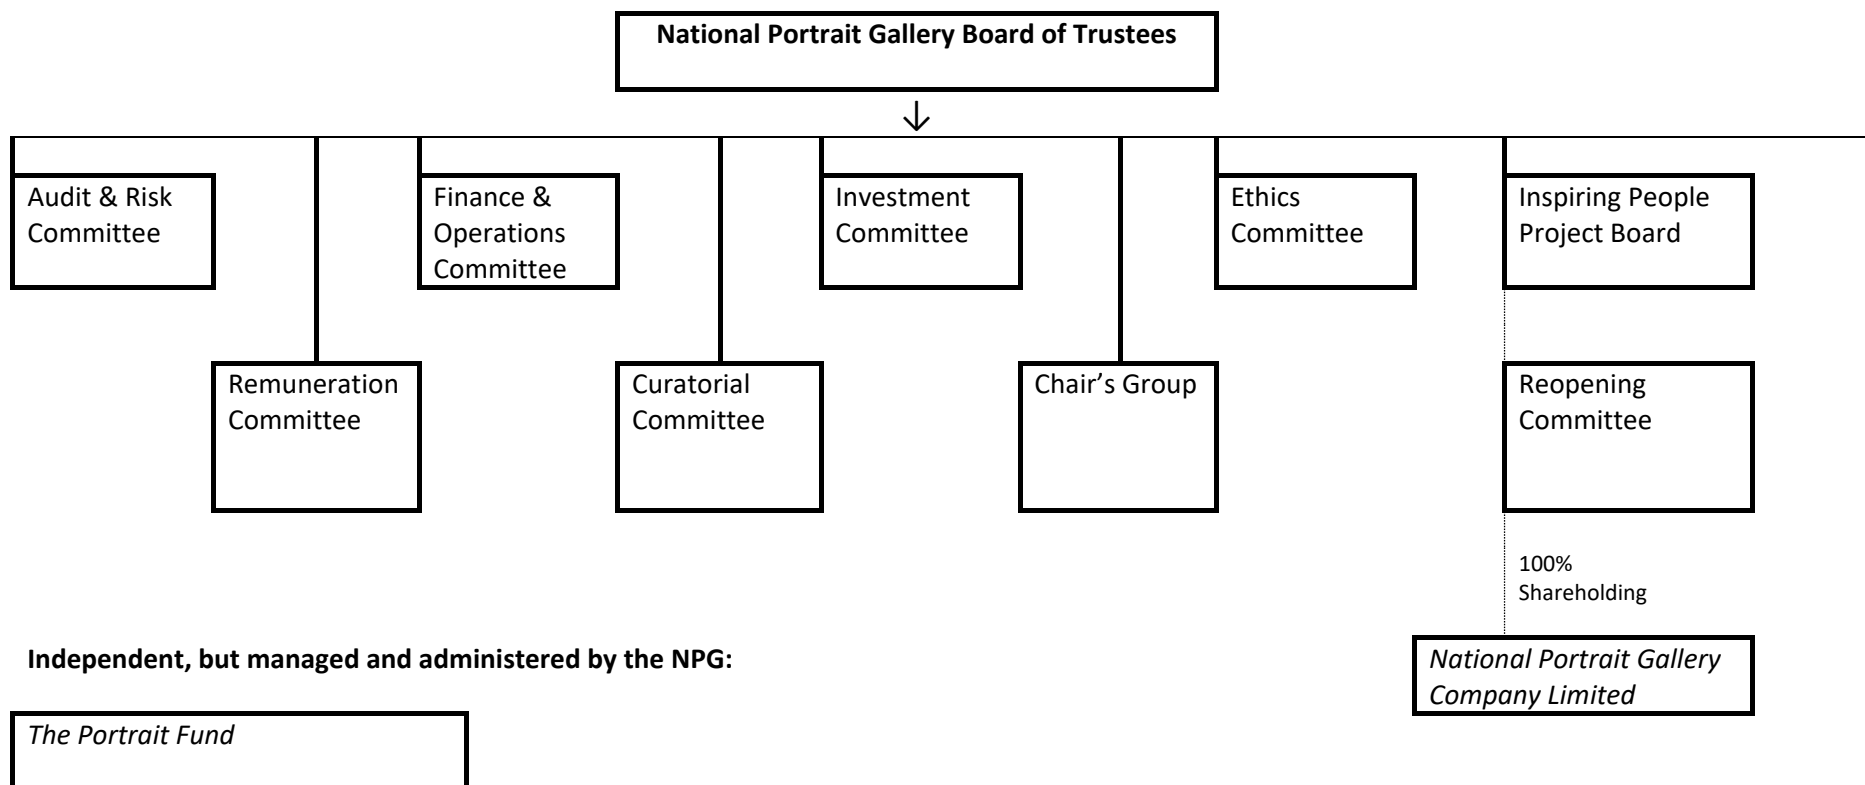 National Portrait Gallery Board of Trustees
Audit & Risk
Committee
Finance &
Operations
Committee
Investment
Committee
Ethics
Committee
Inspiring People
Project Board
Remuneration
Committee
Curatorial
Committee
Chair’s Group
Reopening
Committee
100%
Shareholding
Independent, but managed and administered by the NPG:
National Portrait Gallery
Company Limited
The Portrait Fund